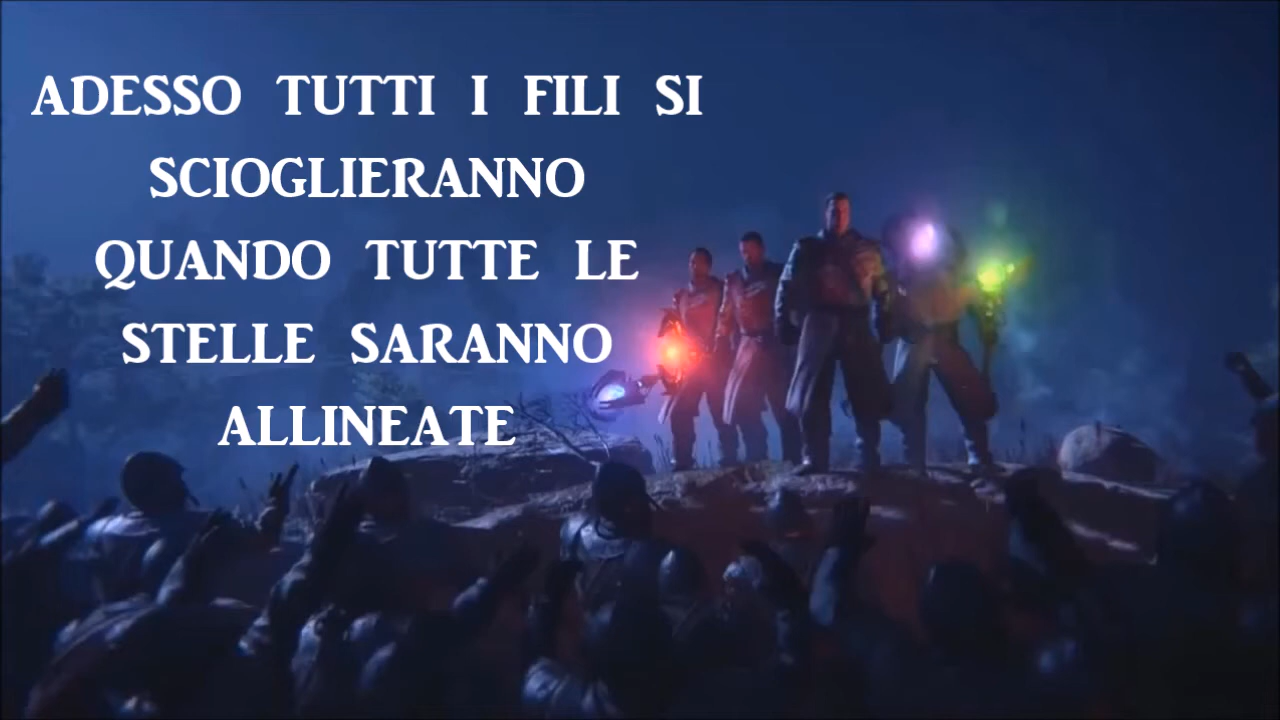 ADESSO TUTTI I FILI SI
SCIOGLIERANNO
QUANDO TUTTE LE
STELLE SARANNO
ALLINEATE